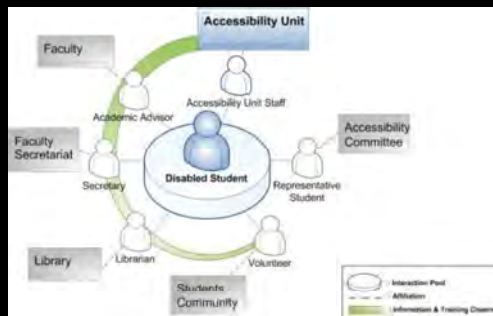 Accessibility Unit
Faculty
Accessibility Unit Staff
Academic Advisor
Accessibility
Committee
Faculty
Secretariat
Disabled Student
Secretary
Representative
Student
Library
Librarian
Volunteer
Students
Community
: Interaction Pool
: Affiliation
: Information & Training